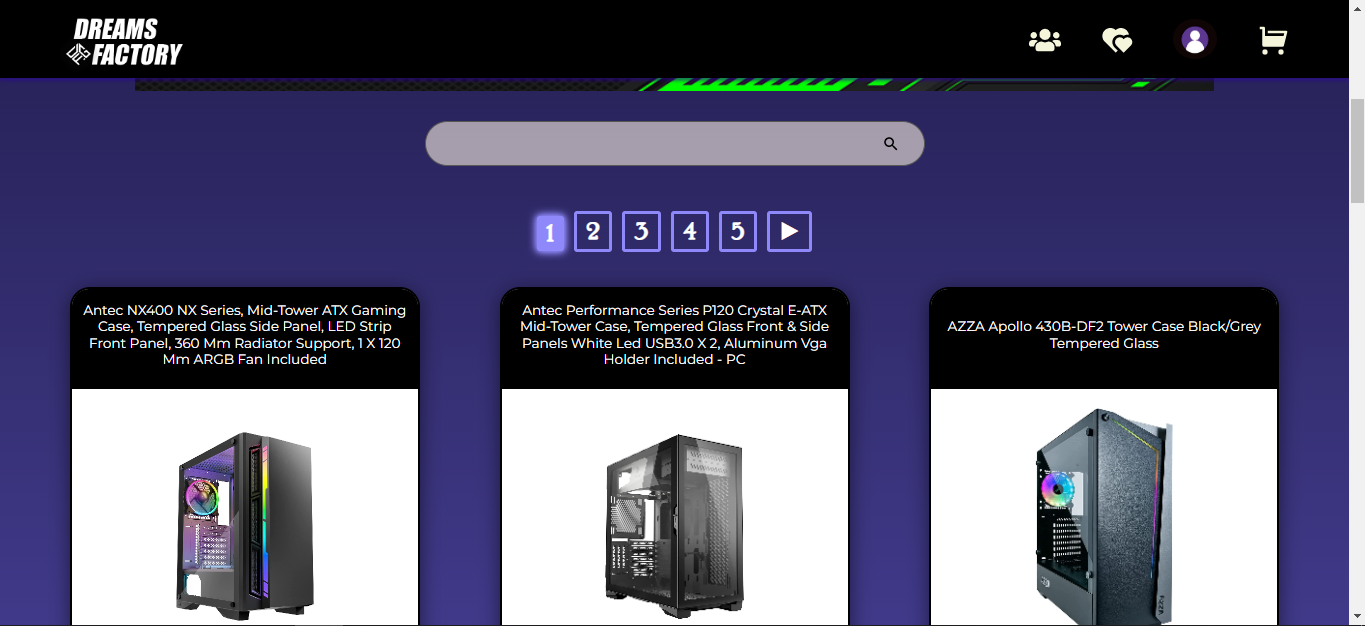 DREAMS
FACTORY
1 2 3 4 5
Antec NX400 NX Series, Mid-Tower ATX Gaming
Case, Tempered Glass Side Panel, LED Strip
Front Panel, 360 Mm Radiator Support, 1 X 120
Mm ARGB Fan Included
Antec Performance Series P120 Crystal E-ATX
Mid-Tower Case, Tempered Glass Front & Side
Panels White Led USB3.0 X 2, Aluminum Vga
Holder Included - PC
AZZA Apollo 430B-DF2 Tower Case Black/Grey
Tempered Glass
AZZA